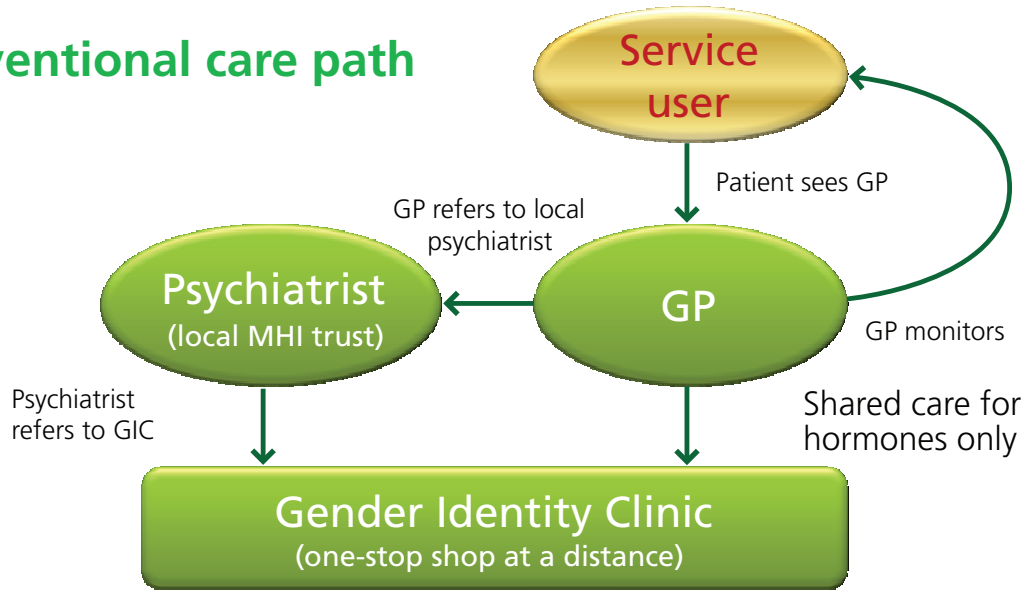 ventional care path
Service
user
Patient sees GP
GP refers to local
psychiatrist
Psychiatrist
(local MHI trust)
GP
GP monitors
Psychiatrist
refers to GIC
Shared care for
hormones only
Gender Identity Clinic
(one-stop shop at a distance)